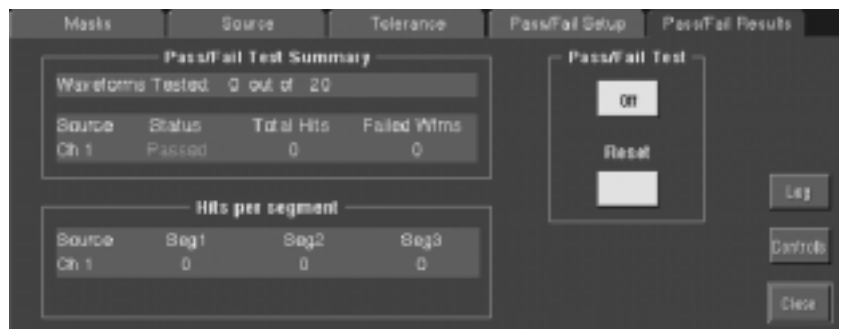 Masks Source Tolerance Pass/Fail Setup Pass/Fail Results
Pass/Fail Test Summary
Waveforms Tested: 0 out of 20
Source Status Total Hits Failed Wfms
Ch 1 Passed 0 0
Hits per segment
Source Seg1 Seg2 Seg3
Ch 1 0 0 0
Pass/Fail Test
Off
Reset
Log
Controls
Close